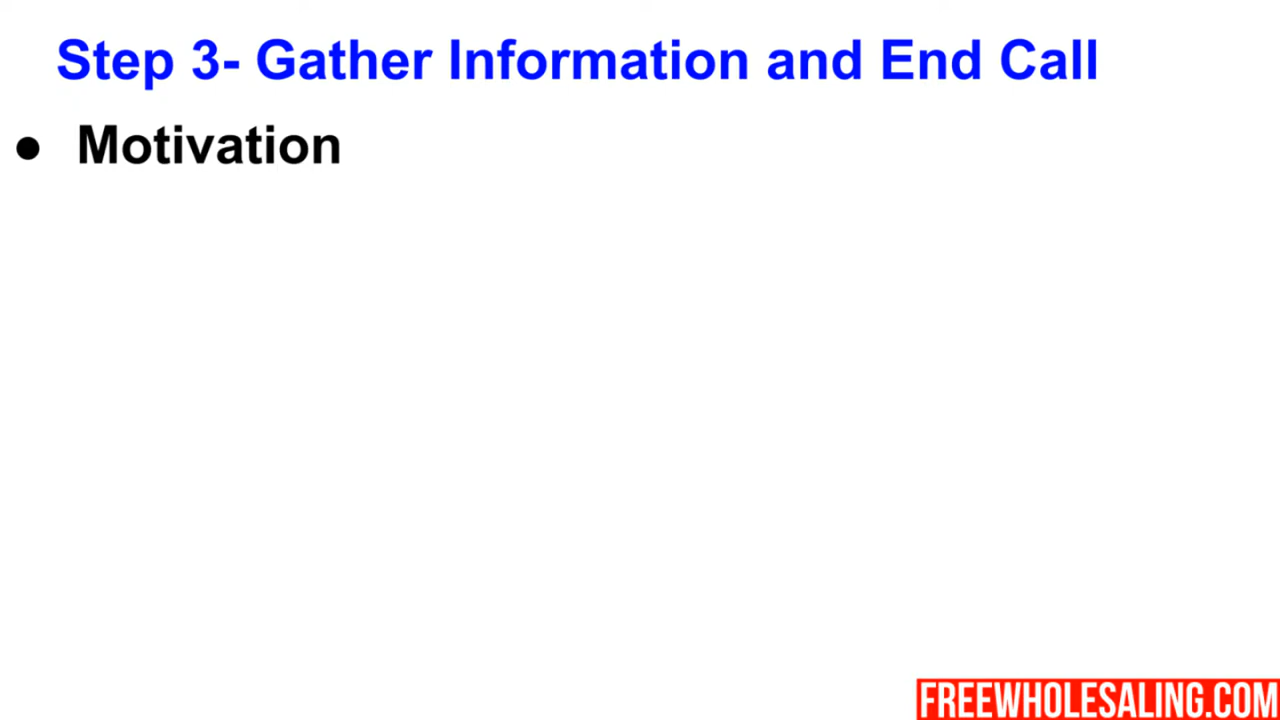 Step 3- Gather Information and End Call
● Motivation
FREEWHOLESALING.COM